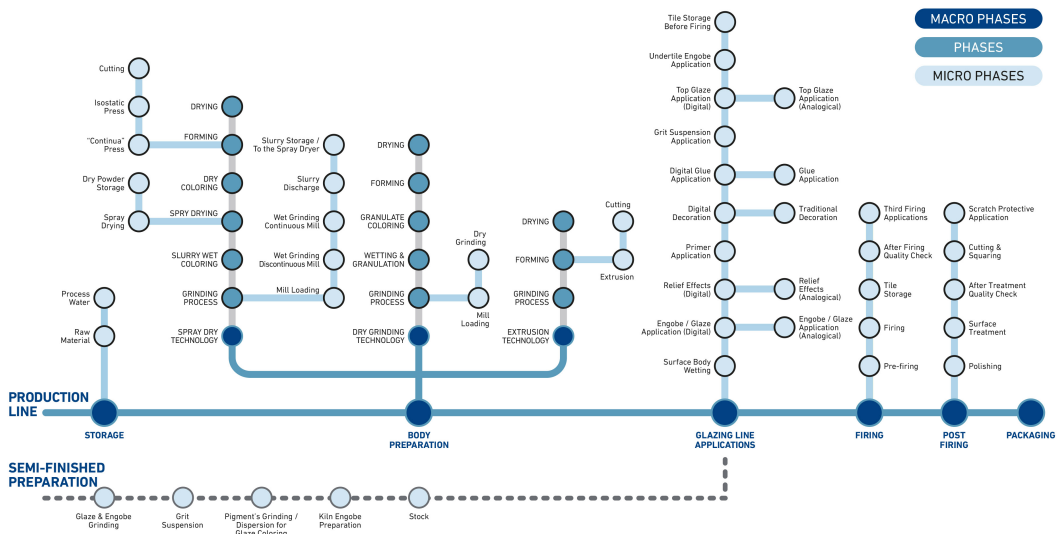 MACRO PHASES
PHASES
MICRO PHASES
Cutting
Isostatic
Press
"Continua"
Press
Dry Powder
Storage
Spray
Drying
Process
Water
Raw
Material
DRYING
FORMING
DRY
COLORING
SPRY DRYING
SLURRY WET
COLORING
GRINDING
PROCESS
SPRAY DRY
TECHNOLOGY
Slurry Storage /
To the Spray Dryer
Slurry
Discharge
Wet Grinding
Continuous Mill
Wet Grinding
Discontinuous Mill
Mill Loading
DRYING
FORMING
GRANULATE
COLORING
WETTING &
GRANULATION
GRINDING
PROCESS
DRY GRINDING
TECHNOLOGY
Dry
Grinding
Mill
Loading
DRYING
FORMING
GRINDING
PROCESS
EXTRUSION
TECHNOLOGY
Cutting
Extrusion
Tile Storage
Before Firing
Undertile Engobe
Application
Top Glaze
Application
(Digital)
Top Glaze
Application
(Analogical)
Grit Suspension
Application
Digital Glue
Application
Glue
Application
Digital
Decoration
Traditional
Decoration
Primer
Application
Relief Effects
(Digital)
Relief
Effects
(Analogical)
Engobe / Glaze
Application (Digital)
Engobe / Glaze
Application
(Analogical)
Surface Body
Wetting
Third Firing
Applications
After Firing
Quality Check
Tile
Storage
Firing
Pre-firing
Scratch Protective
Application
Cutting &
Squaring
After Treatment
Quality Check
Surface
Treatment
Polishing
PRODUCTION
LINE
STORAGE
BODY
PREPARATION
GLAZING LINE
APPLICATIONS
FIRING
POST
FIRING
PACKAGING
SEMI-FINISHED
PREPARATION
Glaze & Engobe
Grinding
Grit
Suspension
Pigment's Grinding /
Dispersion for
Glaze Coloring
Kiln Engobe
Preparation
Stock